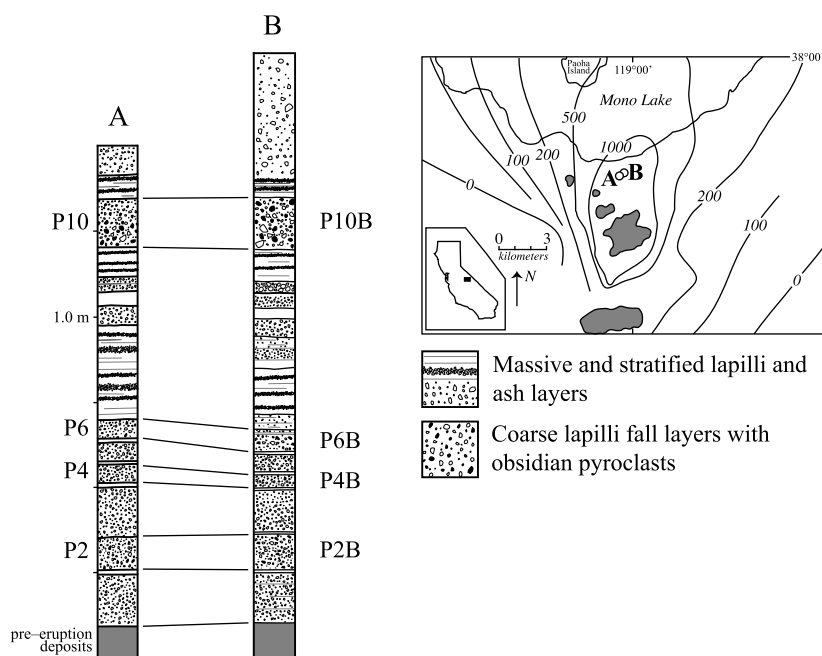 B
A
P10
P10B
1.0 m
P6
P6B
P4
P4B
P2
P2B
pre–eruption
deposits
Paoha
Island
119°00'
38°00
Mono Lake
500
1000
100
200
A
B
0
200
100
0
0
3
kilometers
N
Massive and stratified lapilli and
ash layers
Coarse lapilli fall layers with
obsidian pyroclasts